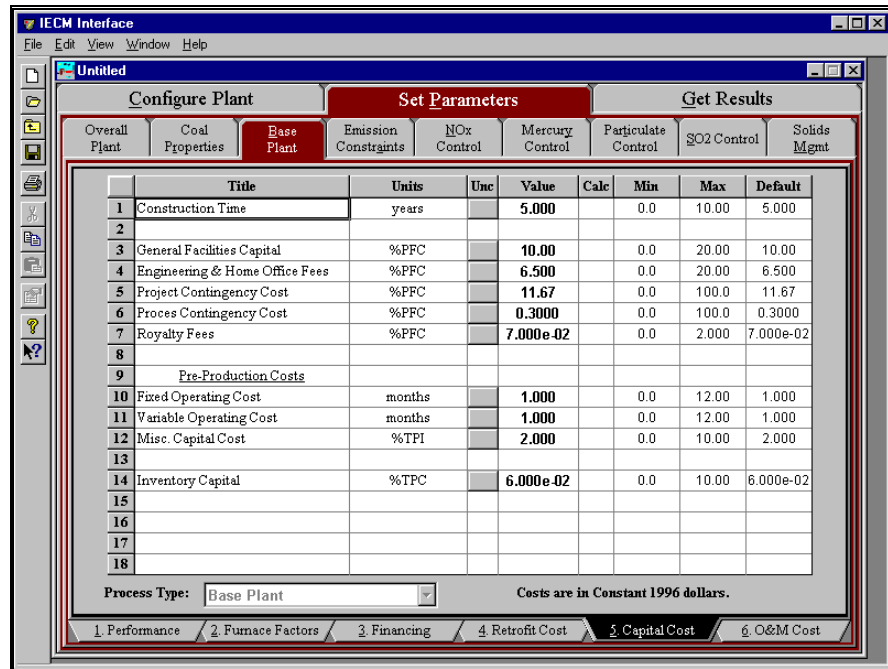 IECM Interface
File Edit View Window Help
Untitled
Configure Plant Set Parameters Get Results
Overall Plant Coal Properties Base Plant Emission Constraints NOx Control Mercury Control Particulate Control SO2 Control Solids Mgmt
Title Units Unc Value Calc Min Max Default
1 Construction Time years 5.000 0.0 10.00 5.000
2
3 General Facilities Capital %PFC 10.00 0.0 20.00 10.00
4 Engineering & Home Office Fees %PFC 6.500 0.0 20.00 6.500
5 Project Contingency Cost %PFC 11.67 0.0 100.0 11.67
6 Proces Contingency Cost %PFC 0.3000 0.0 100.0 0.3000
7 Royalty Fees %PFC 7.000e-02 0.0 2.000 7.000e-02
8
9 Pre-Production Costs
10 Fixed Operating Cost months 1.000 0.0 12.00 1.000
11 Variable Operating Cost months 1.000 0.0 12.00 1.000
12 Misc. Capital Cost %TPI 2.000 0.0 10.00 2.000
13
14 Inventory Capital %TPC 6.000e-02 0.0 10.00 6.000e-02
15
16
17
18
Process Type: Base Plant Costs are in Constant 1996 dollars.
1. Performance 2. Furnace Factors 3. Financing 4. Retrofit Cost 5. Capital Cost 6. O&M Cost